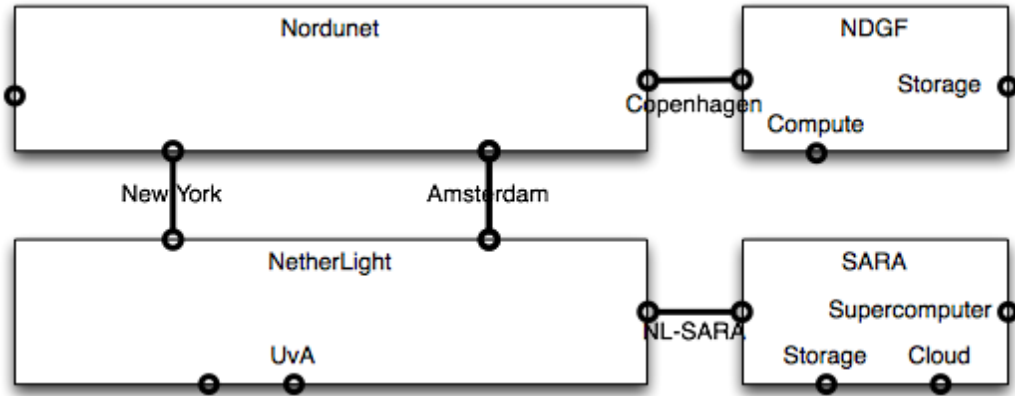 Nordunet
NDGF
Storage
Copenhagen
Compute
New York
Amsterdam
NetherLight
SARA
Supercomputer
NL-SARA
UvA
Storage
Cloud